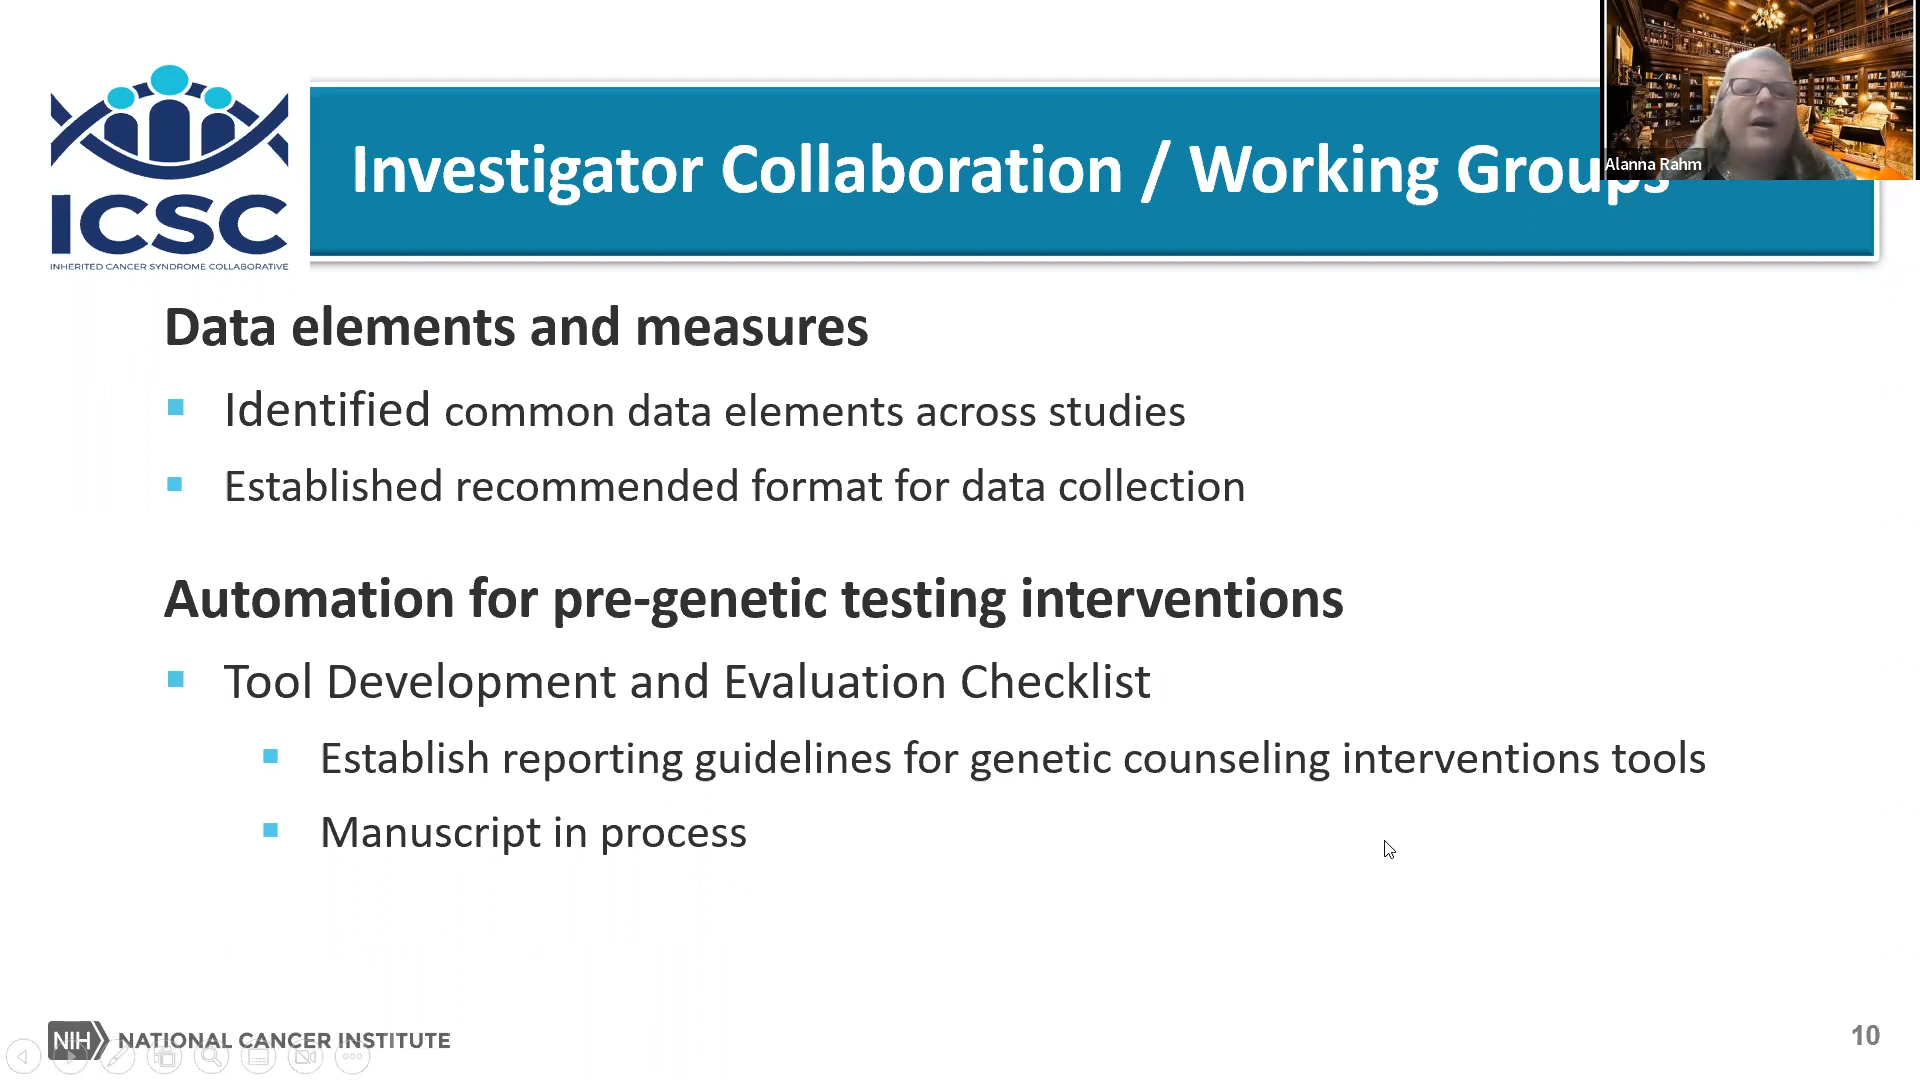 ICSC
INHERITED CANCER SYNDROME COLLABORATIVE
Investigator Collaboration / Working Groups
Alanna Rahm
Data elements and measures
Identified common data elements across studies
Established recommended format for data collection
Automation for pre-genetic testing interventions
Tool Development and Evaluation Checklist
Establish reporting guidelines for genetic counseling interventions tools
Manuscript in process
NIH NATIONAL CANCER INSTITUTE
10